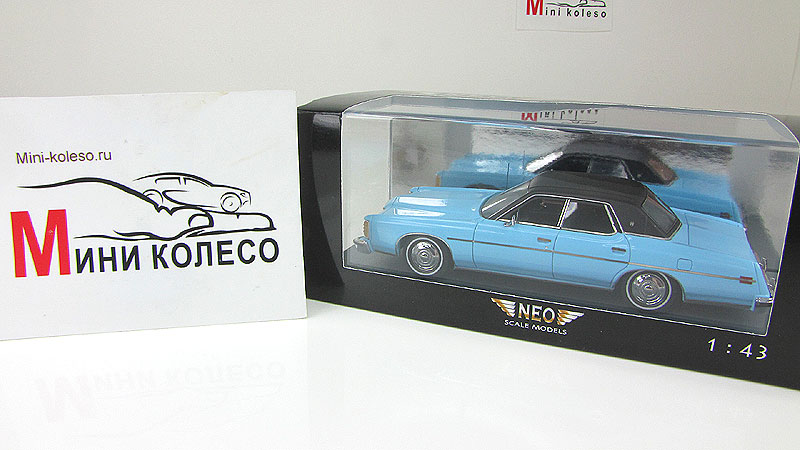 Mini koleso
Mini-koleso.ru
Мини колесо
NEO
SCALE MODELS
1:43